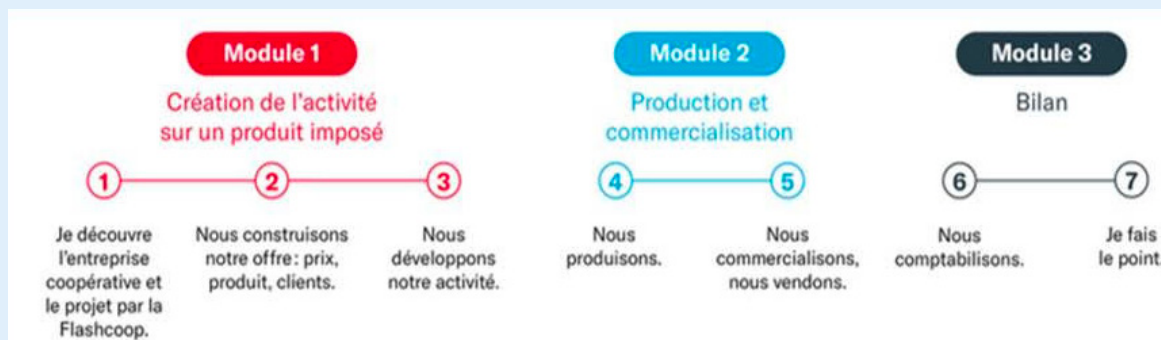 Module 1
Création de l'activité
sur un produit imposé
1
2
3
Je découvre
l'entreprise
coopérative et
le projet par la
Flashcoop.
Nous construisons
notre offre : prix,
produit, clients.
Nous
développons
notre activité.
Module 2
Production et
commercialisation
4
5
Nous
produisons.
Nous
commercialisons,
nous vendons.
Module 3
Bilan
6
7
Nous
comptabilisons.
Je fais
le point.